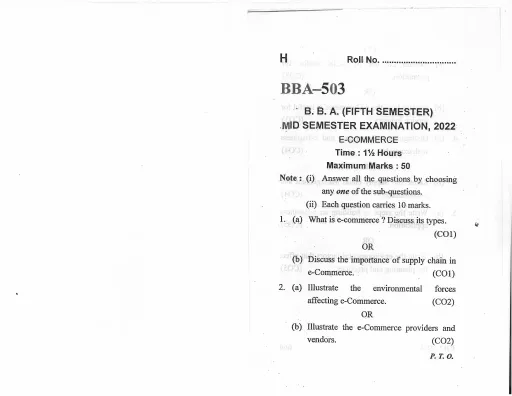 H Roll No. ...............................
BBA–503
B. B. A. (FIFTH SEMESTER)
MID SEMESTER EXAMINATION, 2022
E-COMMERCE
Time : 1½ Hours
Maximum Marks : 50
Note : (i) Answer all the questions by choosing
any one of the sub-questions.
(ii) Each question carries 10 marks.
1. (a) What is e-commerce ? Discuss its types.
(CO1)
OR
(b) Discuss the importance of supply chain in
e-Commerce. (CO1)
2. (a) Illustrate the environmental forces
affecting e-Commerce. (CO2)
OR
(b) Illustrate the e-Commerce providers and
vendors. (CO2)
P. T. O.